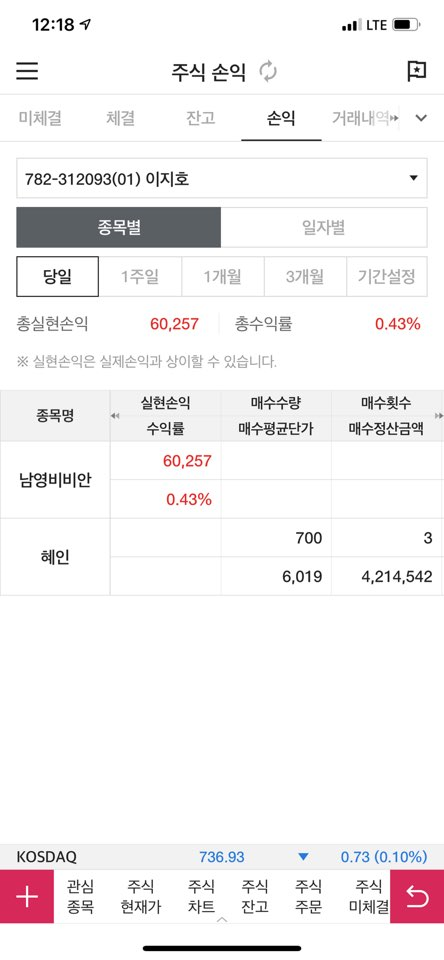 12:18 LTE
주식 손익
미체결 체결 잔고 손익 거래내역
782-312093(01) 이지호
종목별 일자별
당일 1주일 1개월 3개월 기간설정
총실현손익 60,257 총수익률 0.43%
※ 실현손익은 실제손익과 상이할 수 있습니다.
종목명 실현손익 매수수량 매수횟수
수익률 매수평균단가 매수정산금액
남영비비안 60,257
0.43%
혜인 700 3
6,019 4,214,542
KOSDAQ 736.93 ▼ 0.73 (0.10%)
관심 주식 주식 주식 주식 주식
종목 현재가 차트 잔고 주문 미체결